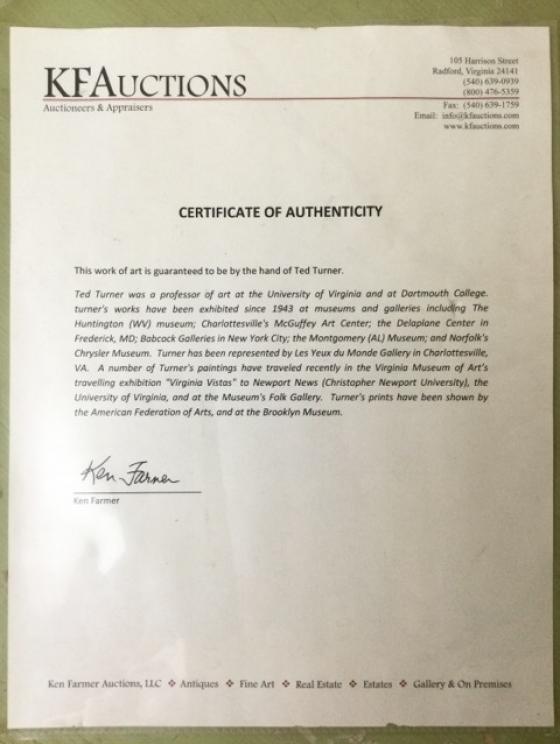 KFAUCTIONS
Auctioneers & Appraisers
105 Harrison Street
Radford, Virginia 24141
(540) 639-0939
(800) 476-5359
Fax: (540) 639-1759
Email: info@kfauctions.com
www.kfauctions.com
CERTIFICATE OF AUTHENTICITY
This work of art is guaranteed to be by the hand of Ted Turner.
Ted Turner was a professor of art at the University of Virginia and at Dartmouth College.
turner's works have been exhibited since 1943 at museums and galleries including The
Huntington (WV) museum; Charlottesville's McGuffey Art Center; the Delaplane Center in
Frederick, MD; Babcock Galleries in New York City; the Montgomery (AL) Museum; and Norfolk's
Chrysler Museum. Turner has been represented by Les Yeux du Monde Gallery in Charlottesville,
VA. A number of Turner's paintings have traveled recently in the Virginia Museum of Art's
travelling exhibition "Virginia Vistas" to Newport News (Christopher Newport University), the
University of Virginia, and at the Museum's Folk Gallery. Turner's prints have been shown by
the American Federation of Arts, and at the Brooklyn Museum.
Ken Farmer
Ken Farmer
Ken Farmer Auctions, LLC ❖ Antiques ❖ Fine Art ❖ Real Estate ❖ Estates ❖ Gallery & On Premises